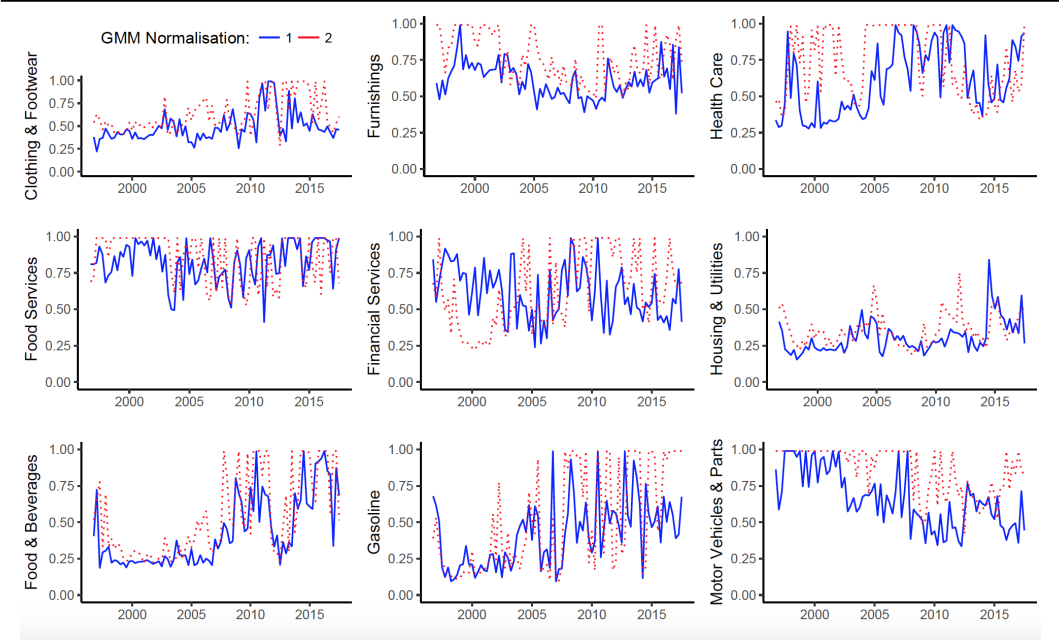 GMM Normalisation: 1 2
Clothing & Footwear
1.00
0.75
0.50
0.25
0.00
2000 2005 2010 2015
Furnishings
1.00
0.75
0.50
0.25
0.00
2000 2005 2010 2015
Health Care
1.00
0.75
0.50
0.25
0.00
2000 2005 2010 2015
Food Services
1.00
0.75
0.50
0.25
0.00
2000 2005 2010 2015
Financial Services
1.00
0.75
0.50
0.25
0.00
2000 2005 2010 2015
Housing & Utilities
1.00
0.75
0.50
0.25
0.00
2000 2005 2010 2015
Food & Beverages
1.00
0.75
0.50
0.25
0.00
2000 2005 2010 2015
Gasoline
1.00
0.75
0.50
0.25
0.00
2000 2005 2010 2015
Motor Vehicles & Parts
1.00
0.75
0.50
0.25
0.00
2000 2005 2010 2015